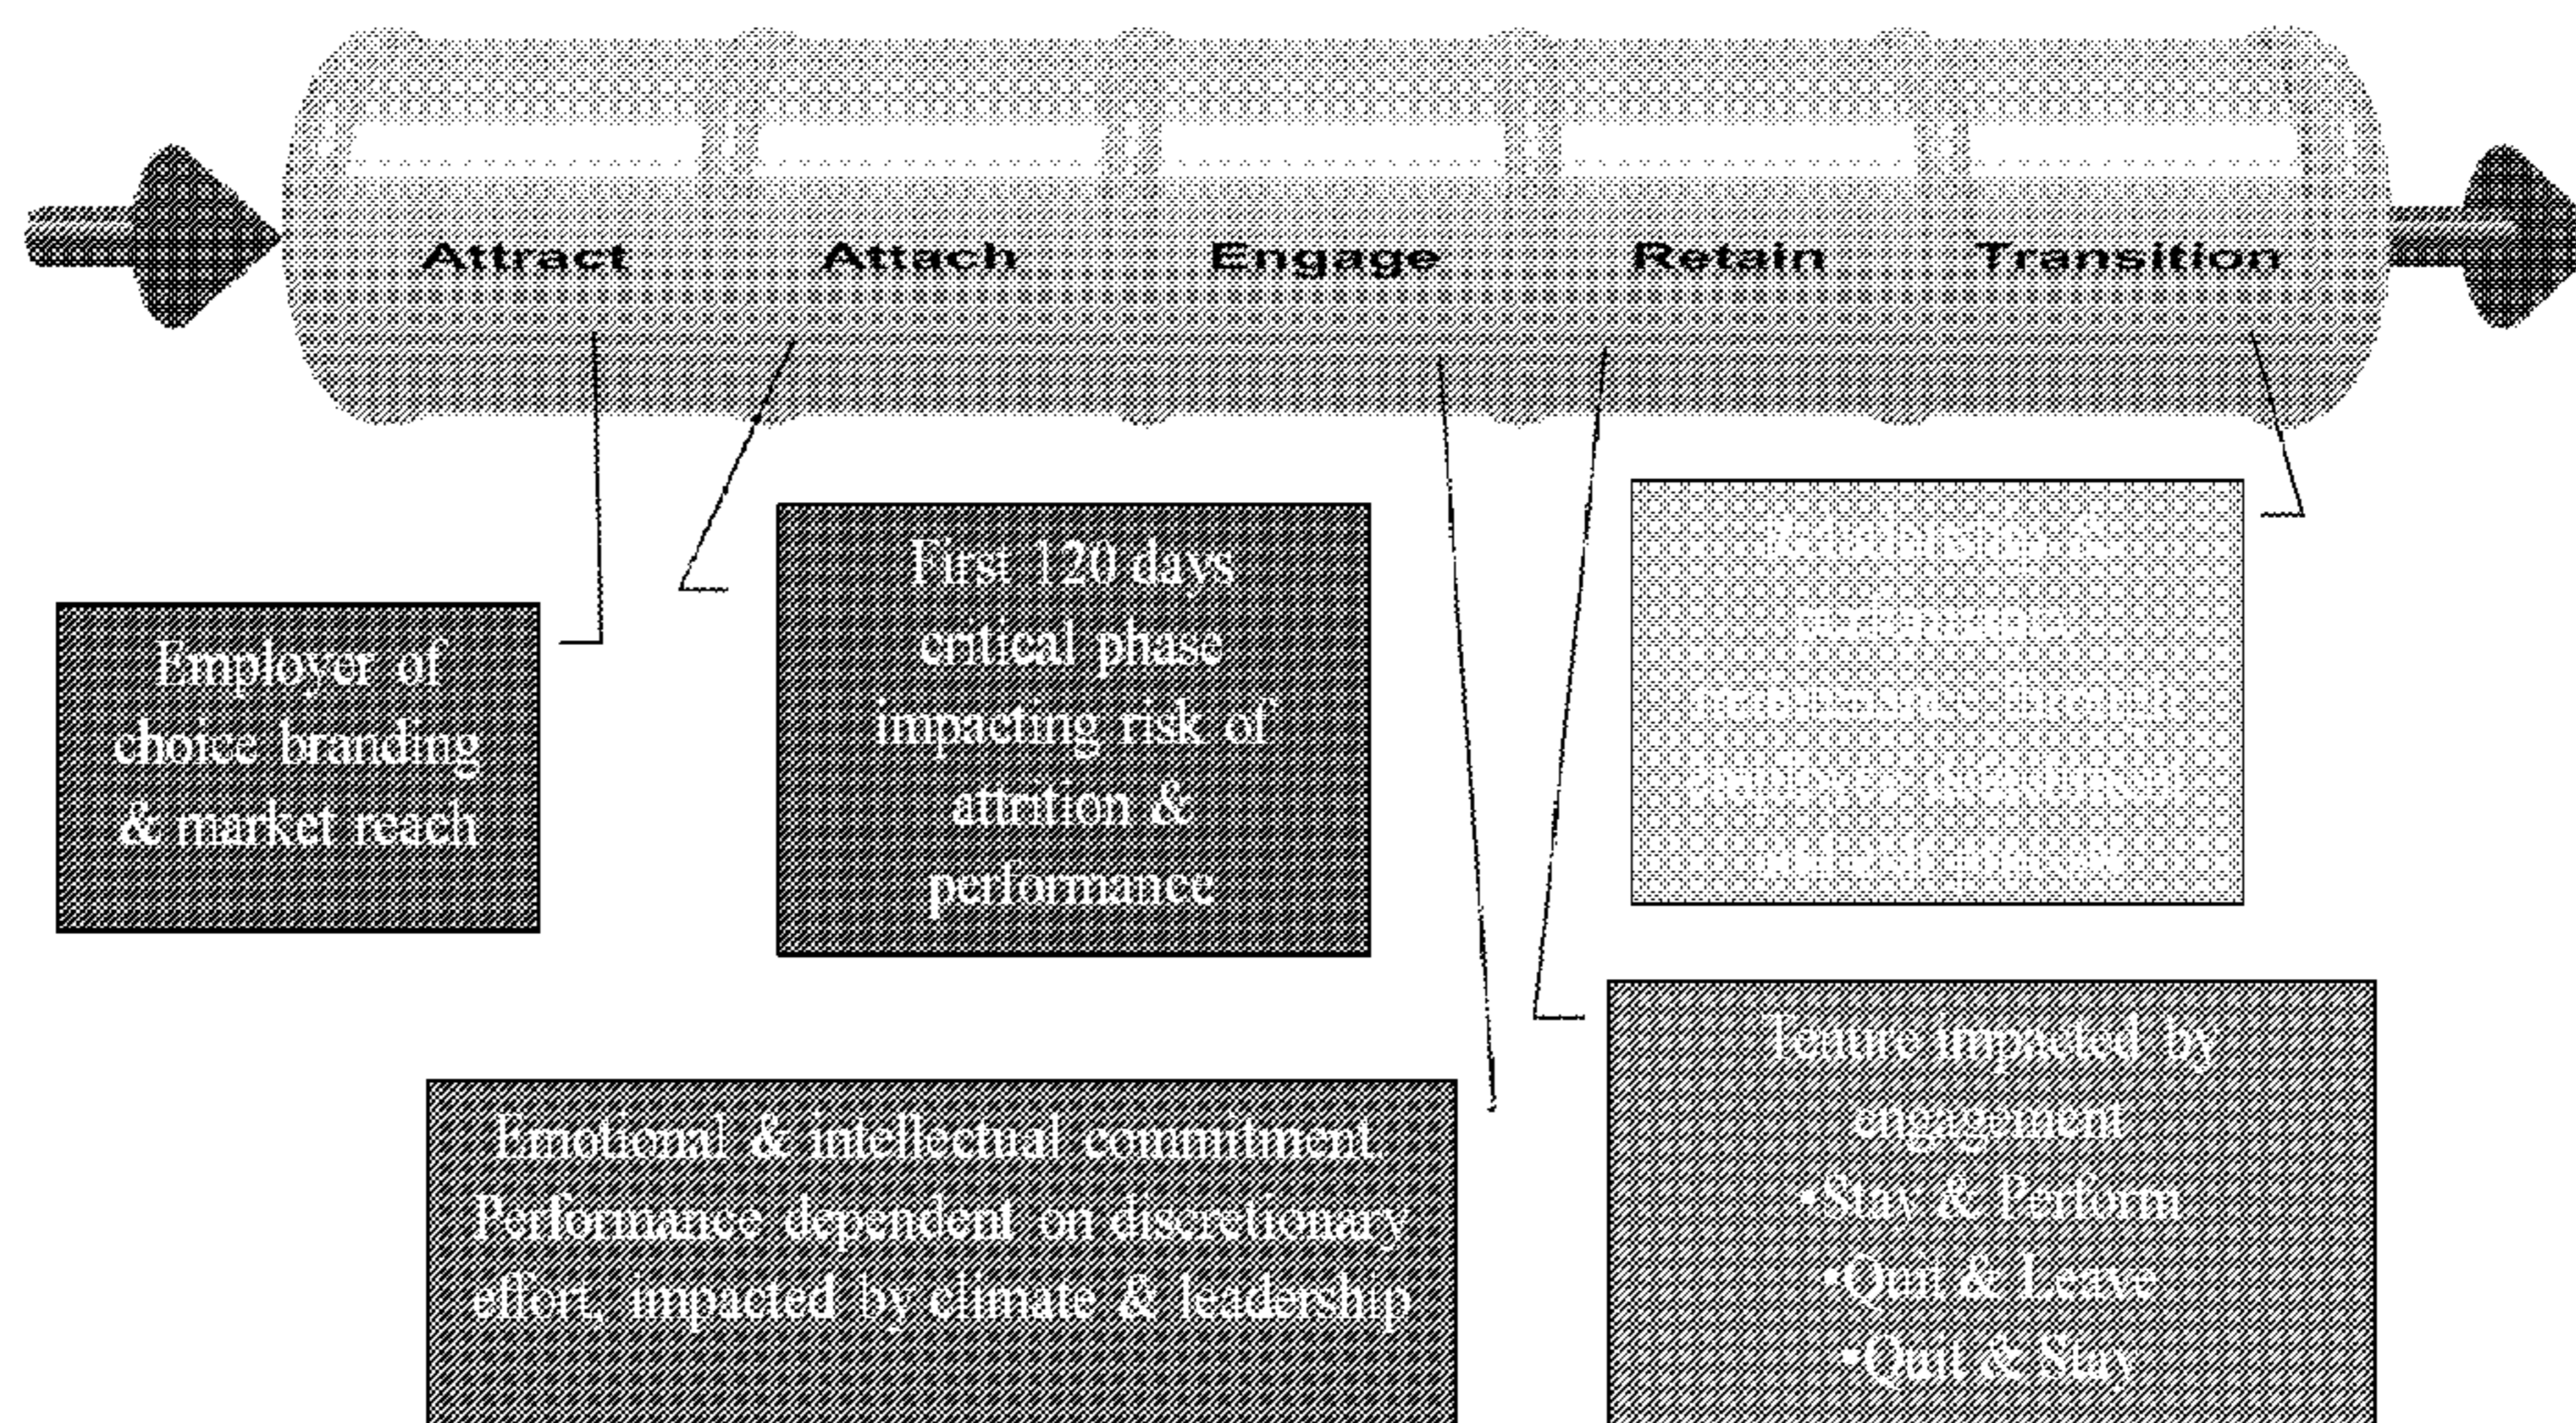 Attract Attach Engage Retain Transition
Employer of
choice branding
& market reach
First 120 days
critical phase
impacting risk of
attrition &
performance
through
Emotional & intellectual commitment.
Performance dependent on discretionary
effort, impacted by climate & leadership
Tenure impacted by
engagement
•Stay & Perform
•Quit & Leave
•Quit & Stay